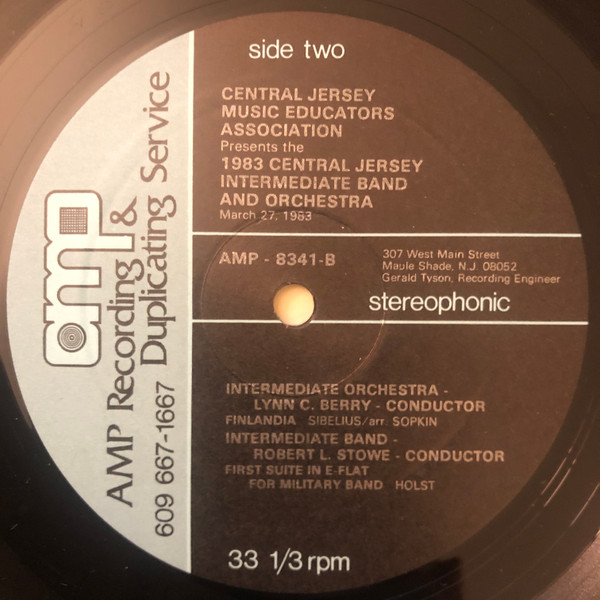 side two
CENTRAL JERSEY
MUSIC EDUCATORS
ASSOCIATION
Presents the
1983 CENTRAL JERSEY
INTERMEDIATE BAND
AND ORCHESTRA
March 27, 1983
AMP - 8341-B
307 West Main Street
Maple Shade, N.J. 08052
Gerald Tyson, Recording Engineer
stereophonic
INTERMEDIATE ORCHESTRA -
LYNN C. BERRY - CONDUCTOR
FINLANDIA SIBELIUS/arr. SOPKIN
INTERMEDIATE BAND -
ROBERT L. STOWE - CONDUCTOR
FIRST SUITE IN E-FLAT
FOR MILITARY BAND HOLST
33 1/3 rpm
amp
AMP Recording &
Duplicating Service
609 667-1667